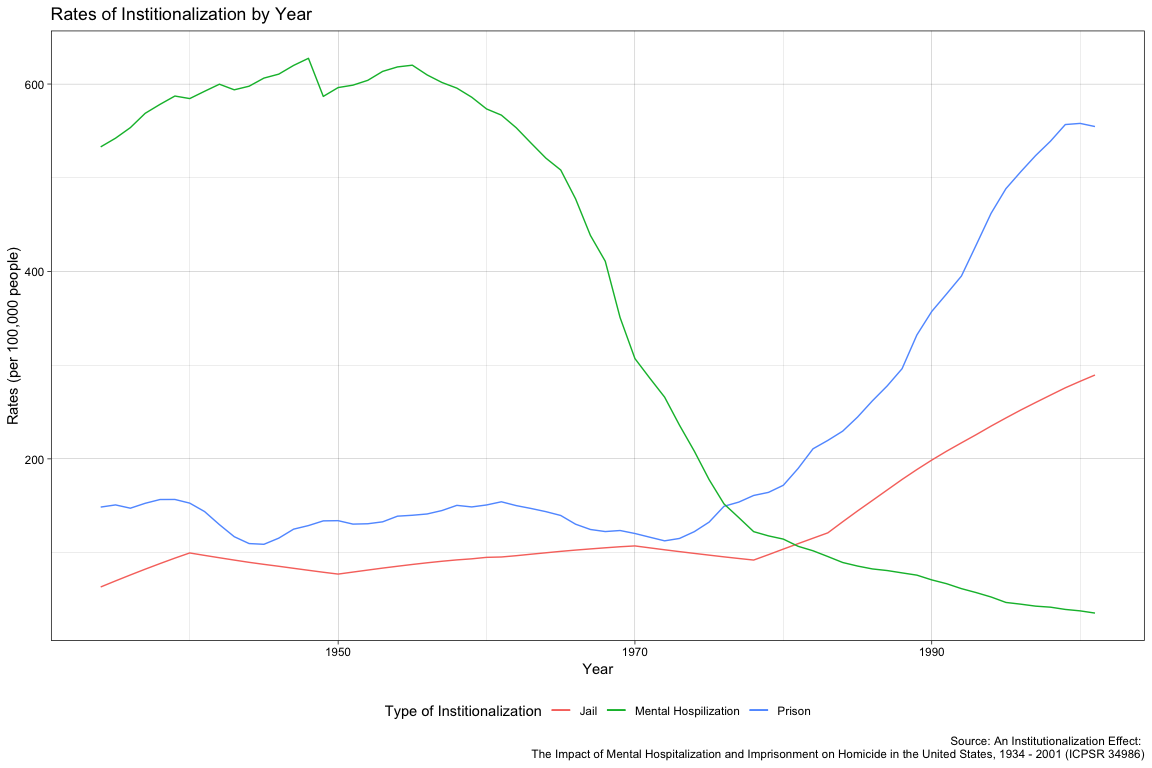 Rates of Institionalization by Year
Rates (per 100,000 people)
600
400
200
1950
1970
1990
Year
Type of Institionalization
Jail
Mental Hospilization
Prison
Source: An Institutionalization Effect:
The Impact of Mental Hospitalization and Imprisonment on Homicide in the United States, 1934 - 2001 (ICPSR 34986)